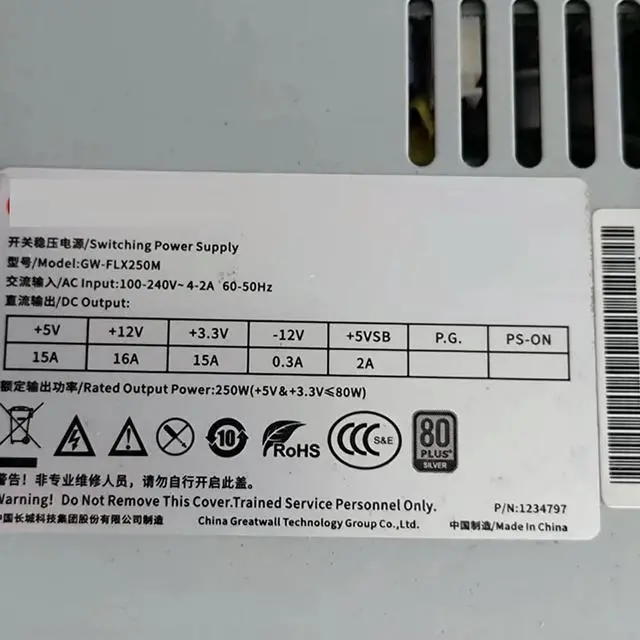 开关稳压电源/Switching Power Supply
型号/Model:GW-FLX250M
交流输入/AC Input:100-240V~ 4-2A 60-50Hz
直流输出/DC Output:
+5V +12V +3.3V -12V +5VSB P.G. PS-ON
15A 16A 15A 0.3A 2A
额定输出功率/Rated Output Power:250W(+5V&+3.3V≤80W)
10 RoHS CCC S&E 80 PLUS SILVER
警告!非专业维修人员,请勿自行开启此盖。
Warning! Do Not Remove This Cover.Trained Service Personnel Only.
P/N:1234797
中国长城科技集团股份有限公司制造 China Greatwall Technology Group Co.,Ltd. 中国制造/Made In China